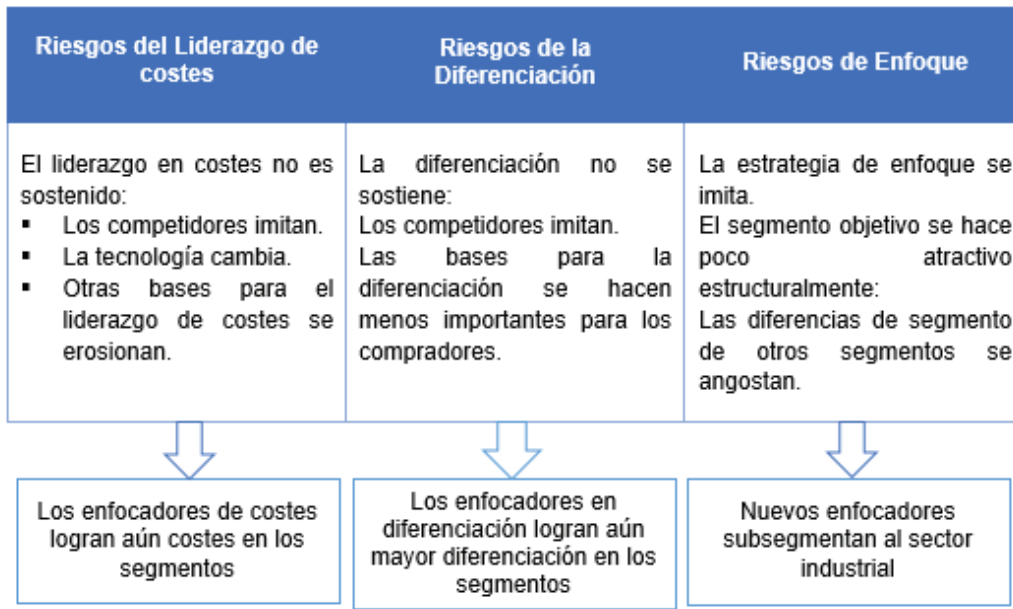 Riesgos del Liderazgo de
costes
Riesgos de la
Diferenciación
Riesgos de Enfoque
El liderazgo en costes no es
sostenido:
▪ Los competidores imitan.
▪ La tecnología cambia.
▪ Otras bases para el
liderazgo de costes se
erosionan.
La diferenciación no se
sostiene:
Los competidores imitan.
Las bases para la
diferenciación se hacen
menos importantes para los
compradores.
La estrategia de enfoque se
imita.
El segmento objetivo se hace
poco atractivo
estructuralmente:
Las diferencias de segmento
de otros segmentos se
angostan.
Los enfocadores de costes
logran aún costes en los
segmentos
Los enfocadores en
diferenciación logran aún
mayor diferenciación en los
segmentos
Nuevos enfocadores
subsegmentan al sector
industrial